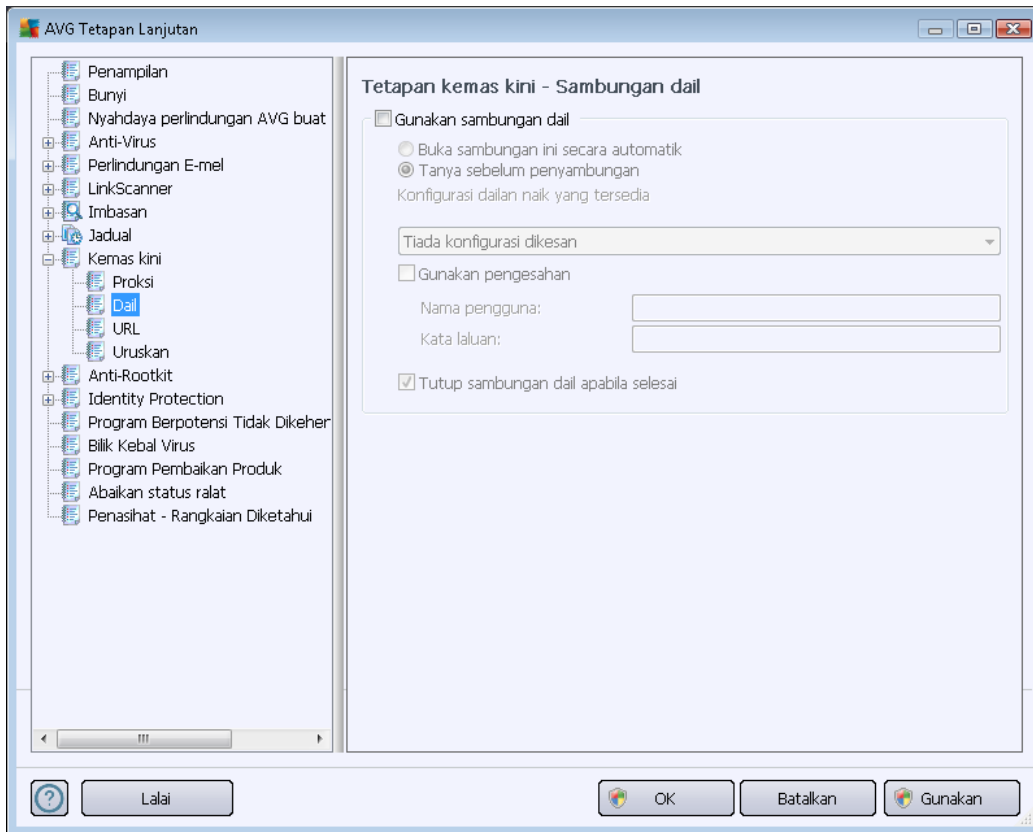 AVG Tetapan Lanjutan
Penampilan
Bunyi
Nyahdaya perlindungan AVG buat
Anti-Virus
Perlindungan E-mel
LinkScanner
Imbasan
Jadual
Kemas kini
Proksi
Dail
URL
Uruskan
Anti-Rootkit
Identity Protection
Program Berpotensi Tidak Dikeher
Bilik Kebal Virus
Program Pembaikan Produk
Abaikan status ralat
Penasihat - Rangkaian Diketahui
Tetapan kemas kini - Sambungan dail
Gunakan sambungan dail
Buka sambungan ini secara automatik
Tanya sebelum penyambungan
Konfigurasi dailan naik yang tersedia
Tiada konfigurasi dikesan
Gunakan pengesahan
Nama pengguna:
Kata laluan:
Tutup sambungan dail apabila selesai
Lalai
OK
Batalkan
Gunakan